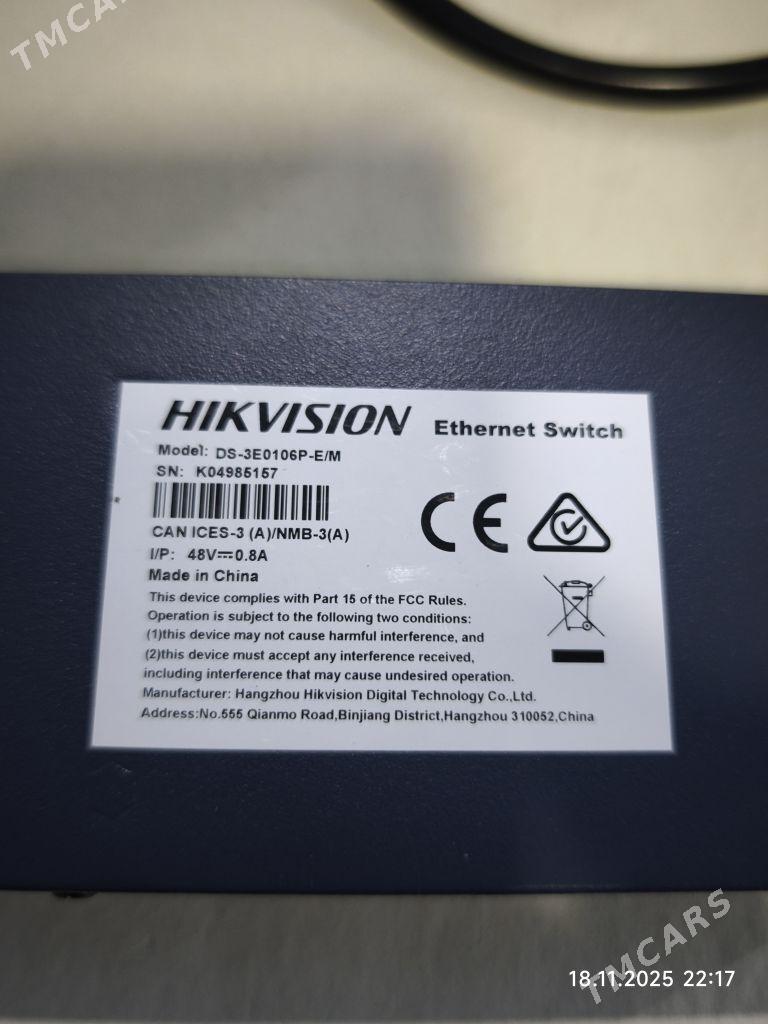 TMCARS
HIKVISION Ethernet Switch
Model: DS-3E0106P-E/M
SN: K04985157
CAN ICES-3 (A)/NMB-3(A)
I/P: 48V⎓0.8A
Made in China
This device complies with Part 15 of the FCC Rules.
Operation is subject to the following two conditions:
(1)this device may not cause harmful interference, and
(2)this device must accept any interference received,
including interference that may cause undesired operation.
Manufacturer: Hangzhou Hikvision Digital Technology Co.,Ltd.
Address:No.555 Qianmo Road,Binjiang District,Hangzhou 310052,China
CE
TMCARS
18.11.2025 22:17